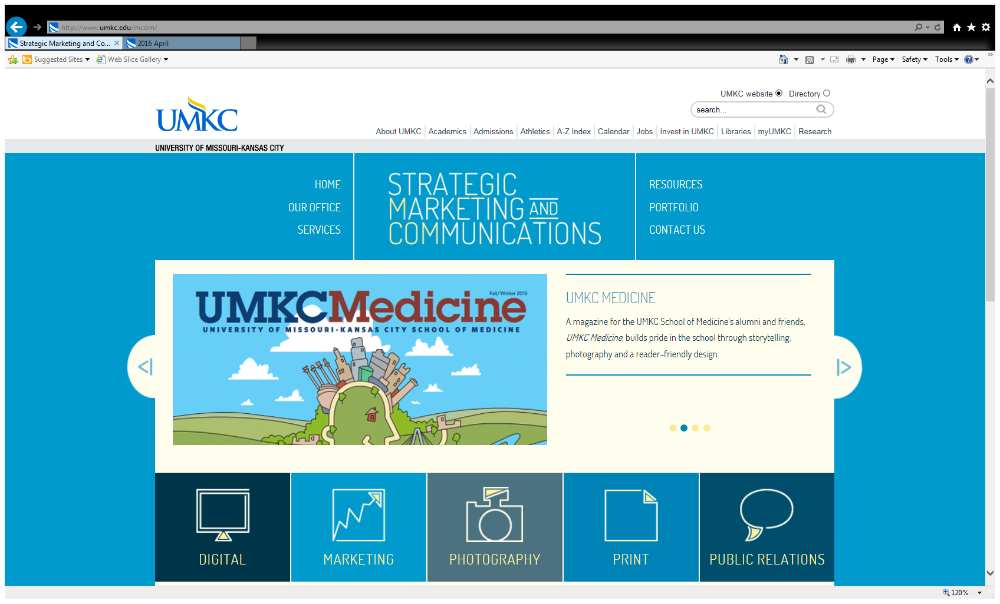 http://www.umkc.edu/mcom/
Strategic Marketing and Co...
2016 April
Suggested Sites
Web Slice Gallery
Page
Safety
Tools
UMKC website
Directory
search...
UMKC
About UMKC
Academics
Admissions
Athletics
A-Z Index
Calendar
Jobs
Invest in UMKC
Libraries
myUMKC
Research
UNIVERSITY OF MISSOURI-KANSAS CITY
HOME
OUR OFFICE
SERVICES
STRATEGIC
MARKETING AND
COMMUNICATIONS
RESOURCES
PORTFOLIO
CONTACT US
Fall/Winter 2015
UMKCMedicine
UNIVERSITY OF MISSOURI-KANSAS CITY SCHOOL OF MEDICINE
UMKC MEDICINE
A magazine for the UMKC School of Medicine's alumni and friends,
UMKC Medicine, builds pride in the school through storytelling,
photography and a reader-friendly design.
DIGITAL
MARKETING
PHOTOGRAPHY
PRINT
PUBLIC RELATIONS
120%